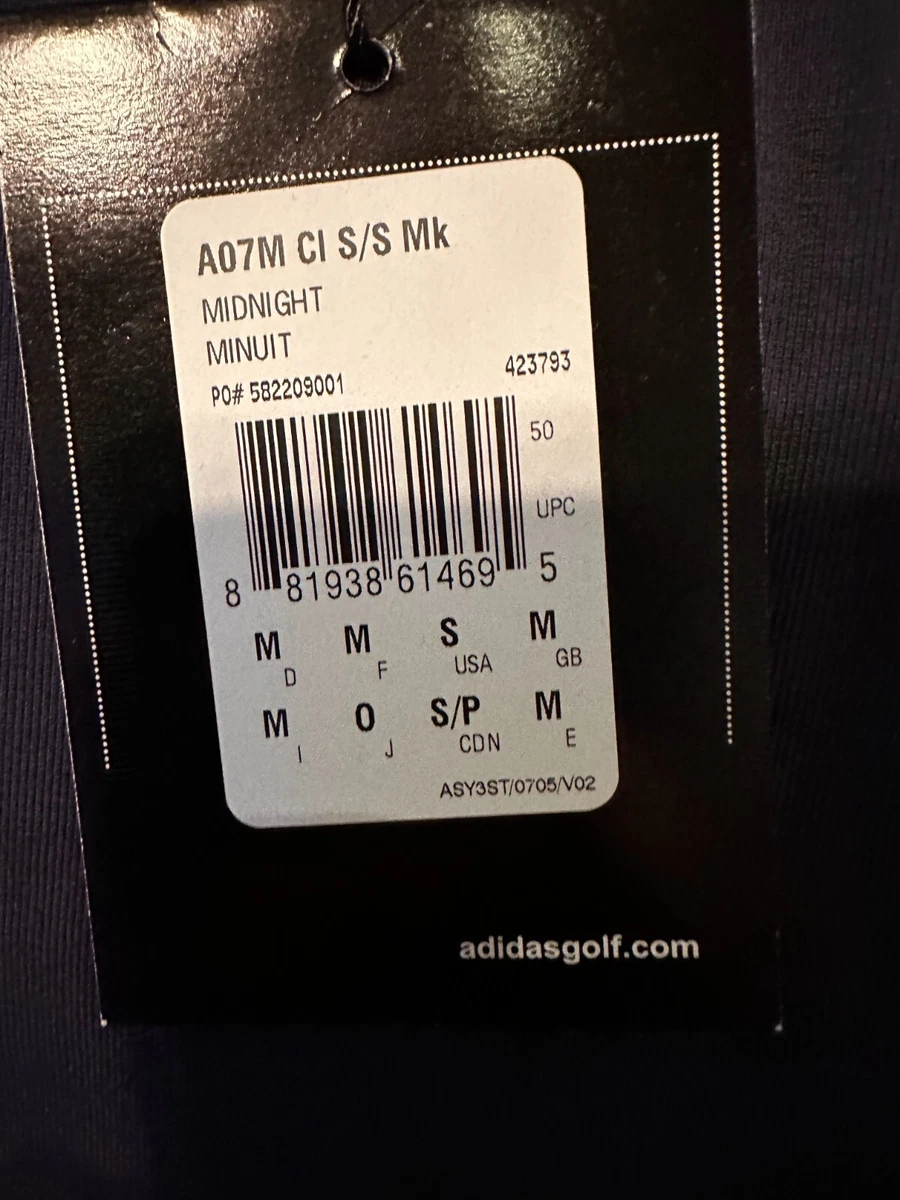 A07M Cl S/S Mk
MIDNIGHT
MINUIT
PO# 582209001 423793
50
UPC
8 81938 61469 5
M D M F S USA M GB
M I O J S/P CDN M E
ASY3ST/0705/V02
adidasgolf.com